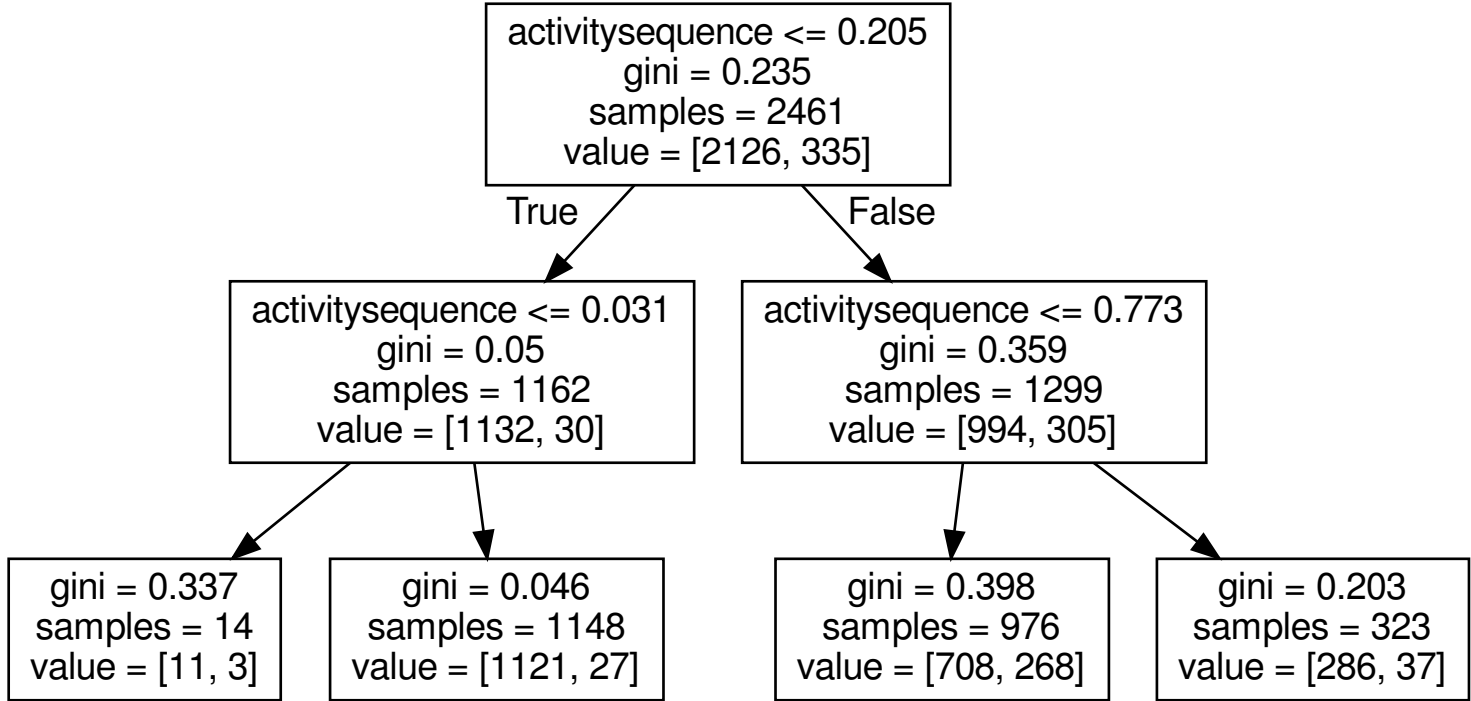 activitysequence <= 0.205
gini = 0.235
samples = 2461
value = [2126, 335]
True
False
activitysequence <= 0.031
gini = 0.05
samples = 1162
value = [1132, 30]
activitysequence <= 0.773
gini = 0.359
samples = 1299
value = [994, 305]
gini = 0.337
samples = 14
value = [11, 3]
gini = 0.046
samples = 1148
value = [1121, 27]
gini = 0.398
samples = 976
value = [708, 268]
gini = 0.203
samples = 323
value = [286, 37]